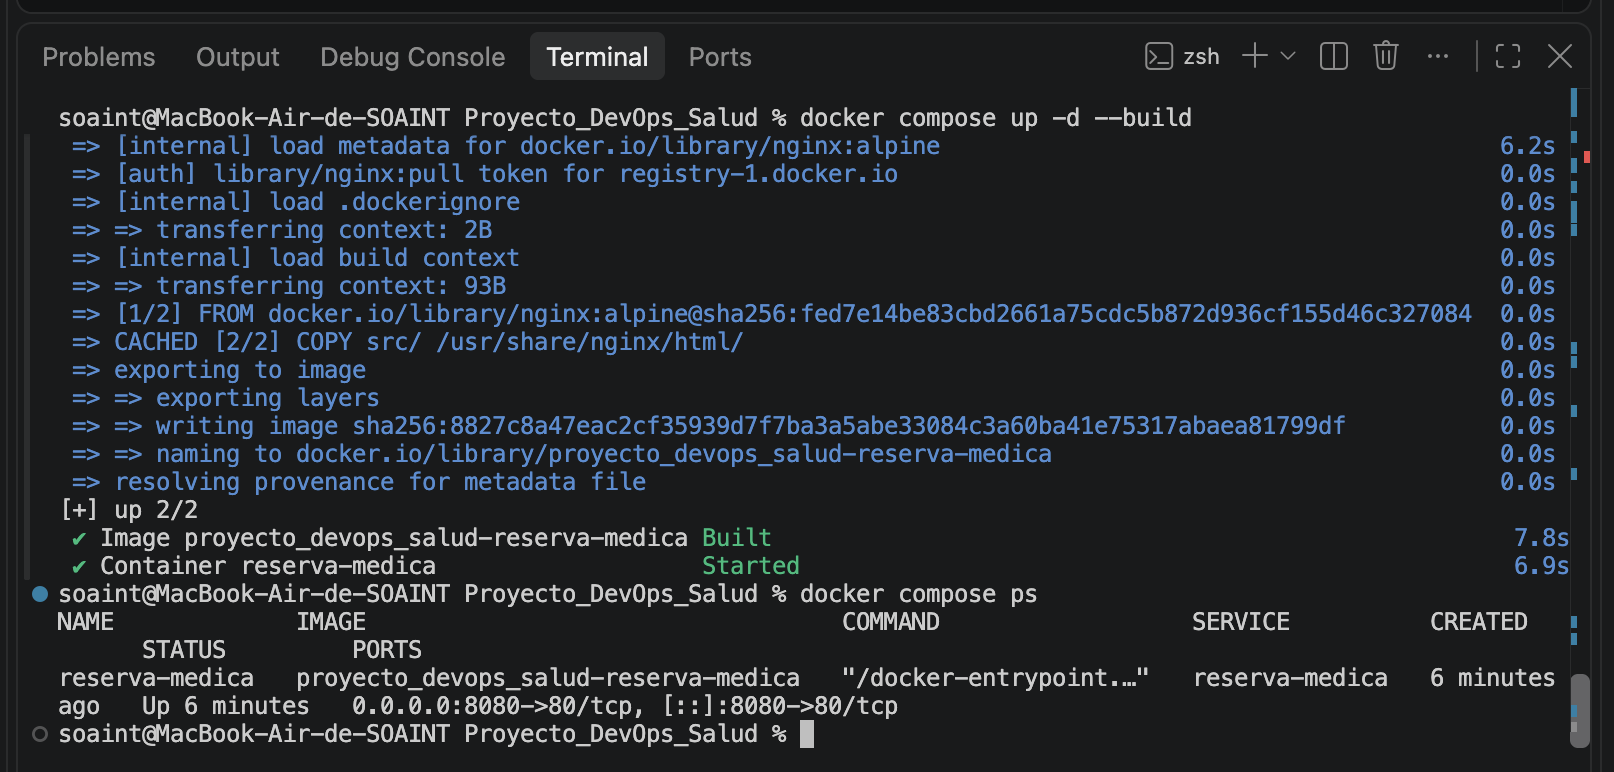 Problems Output Debug Console Terminal Ports zsh
soaint@MacBook-Air-de-SOAINT Proyecto_DevOps_Salud % docker compose up -d --build
=> [internal] load metadata for docker.io/library/nginx:alpine 6.2s
=> [auth] library/nginx:pull token for registry-1.docker.io 0.0s
=> [internal] load .dockerignore 0.0s
=> => transferring context: 2B 0.0s
=> [internal] load build context 0.0s
=> => transferring context: 93B 0.0s
=> [1/2] FROM docker.io/library/nginx:alpine@sha256:fed7e14be83cbd2661a75cdc5b872d936cf155d46c327084 0.0s
=> CACHED [2/2] COPY src/ /usr/share/nginx/html/ 0.0s
=> exporting to image 0.0s
=> => exporting layers 0.0s
=> => writing image sha256:8827c8a47eac2cf35939d7f7ba3a5abe33084c3a60ba41e75317abaea81799df 0.0s
=> => naming to docker.io/library/proyecto_devops_salud-reserva-medica 0.0s
=> resolving provenance for metadata file 0.0s
[+] up 2/2
✔ Image proyecto_devops_salud-reserva-medica Built 7.8s
✔ Container reserva-medica Started 6.9s
soaint@MacBook-Air-de-SOAINT Proyecto_DevOps_Salud % docker compose ps
NAME IMAGE COMMAND SERVICE CREATED
STATUS PORTS
reserva-medica proyecto_devops_salud-reserva-medica "/docker-entrypoint.…" reserva-medica 6 minutes
ago Up 6 minutes 0.0.0.0:8080->80/tcp, [::]:8080->80/tcp
soaint@MacBook-Air-de-SOAINT Proyecto_DevOps_Salud %